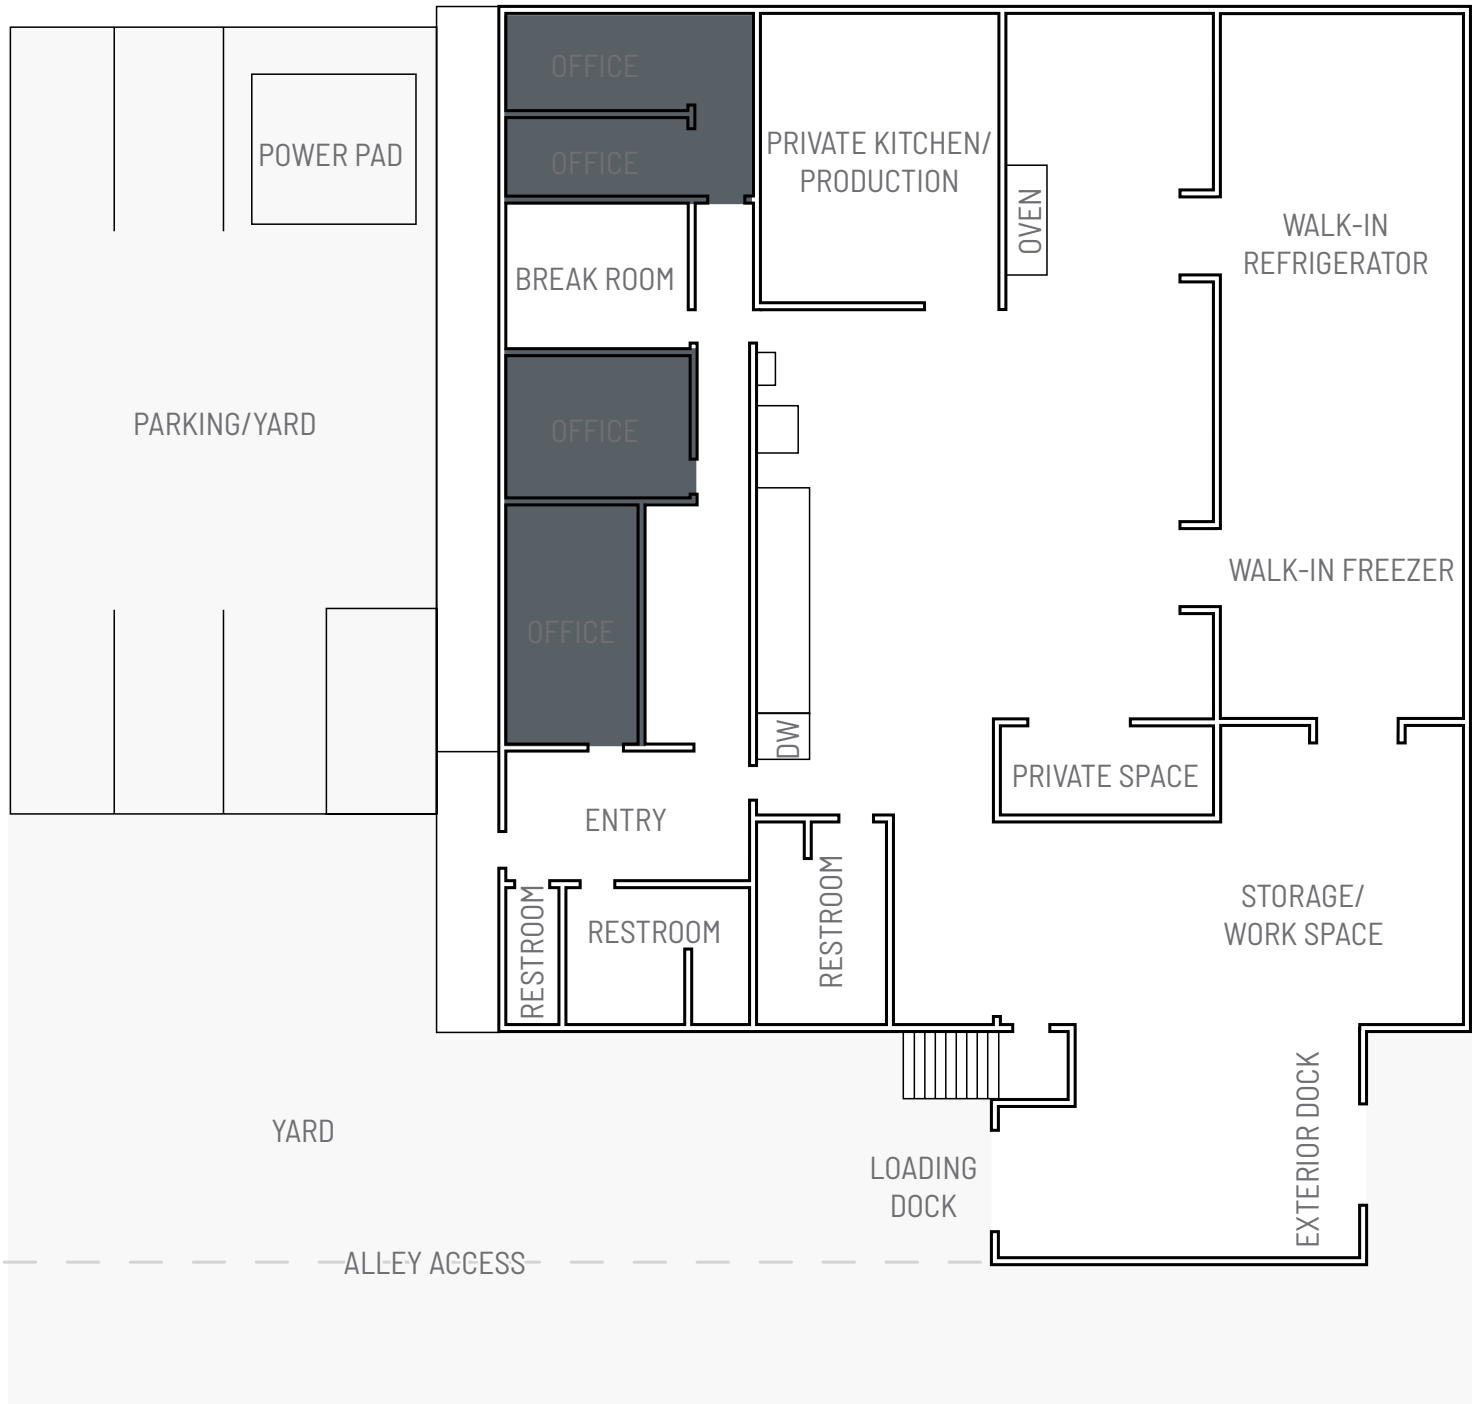 OFFICE
OFFICE
POWER PAD
PRIVATE KITCHEN/
PRODUCTION
OVEN
WALK-IN
REFRIGERATOR
BREAK ROOM
PARKING/YARD
OFFICE
WALK-IN FREEZER
OFFICE
DW
PRIVATE SPACE
ENTRY
RESTROOM
RESTROOM
RESTROOM
STORAGE/
WORK SPACE
YARD
LOADING
DOCK
EXTERIOR DOCK
ALLEY ACCESS